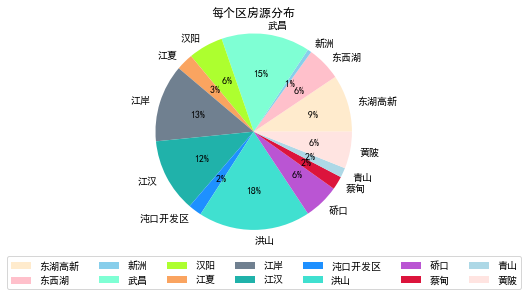 每个区房源分布
武昌
汉阳
新洲
江夏
东西湖
15%
6%
1%
3%
6%
江岸
东湖高新
13%
9%
6%
黄陂
12%
2%
2%
江汉
2%
6%
青山
18%
蔡甸
沌口开发区
硚口
洪山
东湖高新 新洲 汉阳 江岸 沌口开发区 硚口 青山
东西湖 武昌 江夏 江汉 洪山 蔡甸 黄陂